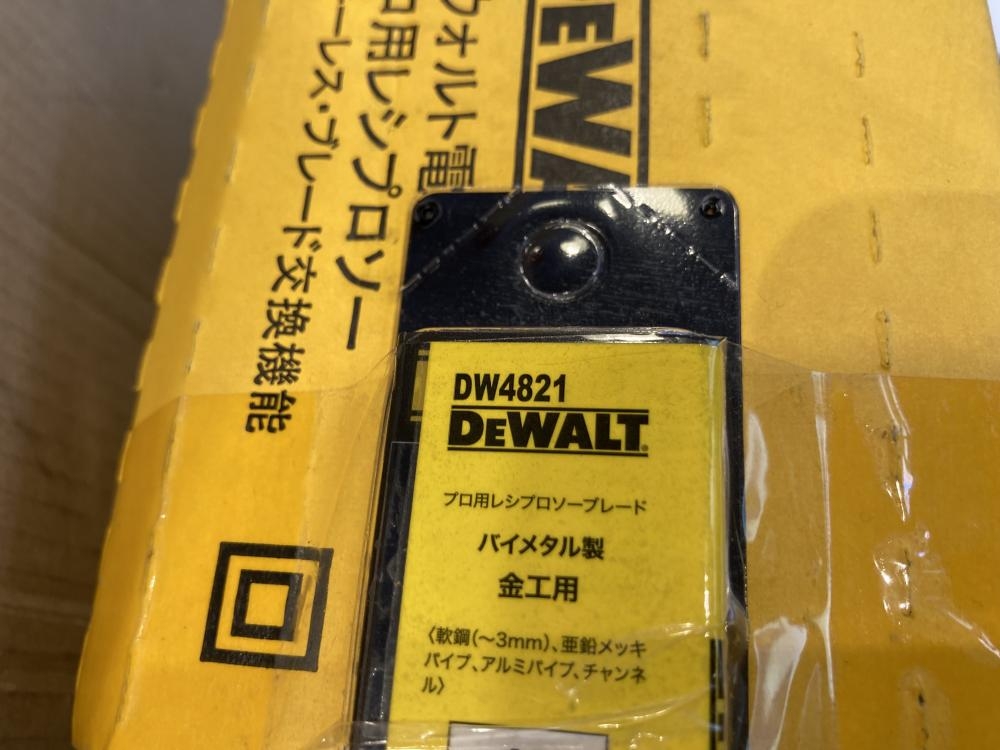 DEWA
ウォルト電
ロ用レシプロソー
ーレス・ブレード交換機能
DW4821
DEWALT
プロ用レシプロソーブレード
バイメタル製
金工用
〈軟鋼(～3mm)、亜鉛メッキ
パイプ、アルミパイプ、チャンネ
ル〉